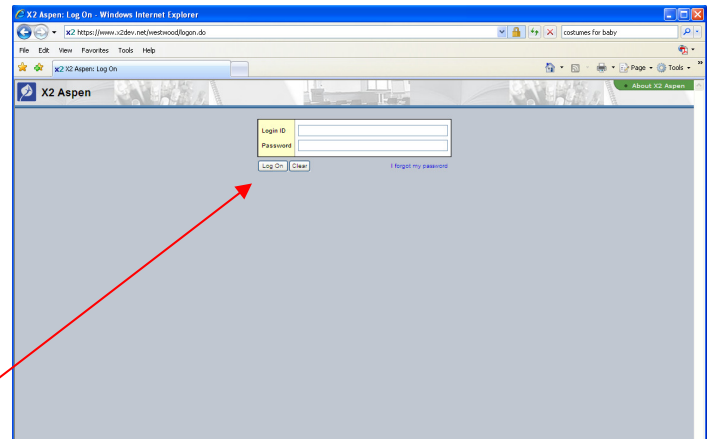 X2 Aspen: Log On - Windows Internet Explorer
x2 https://www.x2dev.net/westwood/logon.do
costumes for baby
File Edit View Favorites Tools Help
x2 X2 Aspen: Log On
Page Tools »
X2 Aspen
About X2 Aspen
Login ID
Password
Log On Clear I forgot my password